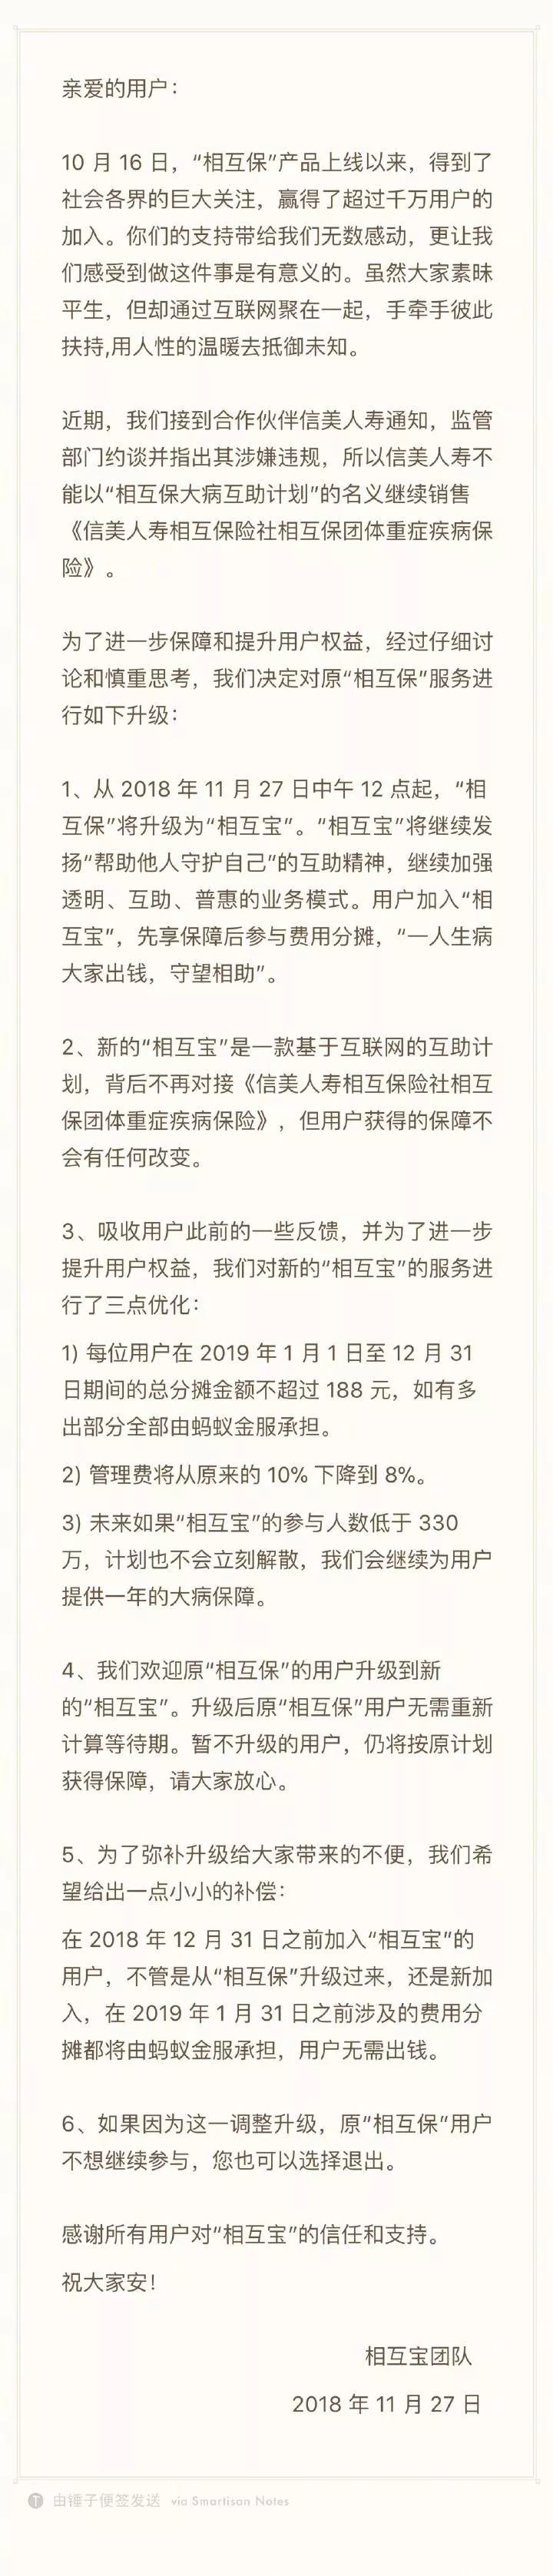 亲爱的用户：
10 月 16 日，“相互保”产品上线以来，得到了
社会各界的巨大关注，赢得了超过千万用户的
加入。你们的支持带给我们无数感动，更让我
们感受到做这件事是有意义的。虽然大家素昧
平生，但却通过互联网聚在一起，手牵手彼此
扶持,用人性的温暖去抵御未知。
近期，我们接到合作伙伴信美人寿通知，监管
部门约谈并指出其涉嫌违规，所以信美人寿不
能以“相互保大病互助计划”的名义继续销售
《信美人寿相互保险社相互保团体重症疾病保
险》。
为了进一步保障和提升用户权益，经过仔细讨
论和慎重思考，我们决定对原“相互保”服务进
行如下升级：
1、从 2018 年 11 月 27 日中午 12 点起，“相
互保”将升级为“相互宝”。“相互宝”将继续发
扬“帮助他人守护自己”的互助精神，继续加强
透明、互助、普惠的业务模式。用户加入“相
互宝”，先享保障后参与费用分摊，“一人生病
大家出钱，守望相助”。
2、新的“相互宝”是一款基于互联网的互助计
划，背后不再对接《信美人寿相互保险社相互
保团体重症疾病保险》，但用户获得的保障不
会有任何改变。
3、吸收用户此前的一些反馈，并为了进一步
提升用户权益，我们对新的“相互宝”的服务进
行了三点优化：
1) 每位用户在 2019 年 1 月 1 日至 12 月 31
日期间的总分摊金额不超过 188 元，如有多
出部分全部由蚂蚁金服承担。
2) 管理费将从原来的 10% 下降到 8%。
3) 未来如果“相互宝”的参与人数低于 330
万，计划也不会立刻解散，我们会继续为用户
提供一年的大病保障。
4、我们欢迎原“相互保”的用户升级到新
的“相互宝”。升级后原“相互保”用户无需重新
计算等待期。暂不升级的用户，仍将按原计划
获得保障，请大家放心。
5、为了弥补升级给大家带来的不便，我们希
望给出一点小小的补偿：
在 2018 年 12 月 31 日之前加入“相互宝”的
用户，不管是从“相互保”升级过来，还是新加
入，在 2019 年 1 月 31 日之前涉及的费用分
摊都将由蚂蚁金服承担，用户无需出钱。
6、如果因为这一调整升级，原“相互保”用户
不想继续参与，您也可以选择退出。
感谢所有用户对“相互宝”的信任和支持。
祝大家安！
相互宝团队
2018 年 11 月 27 日
T 由锤子便签发送 via Smartisan Notes